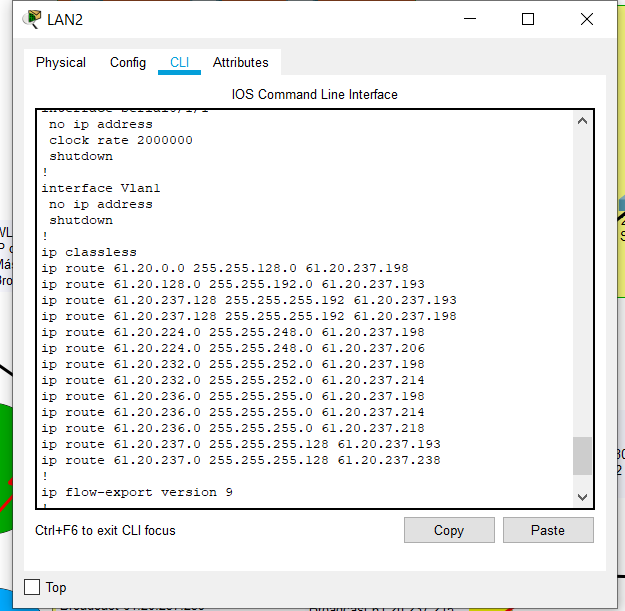 LAN2
Physical Config CLI Attributes
IOS Command Line Interface
no ip address
clock rate 2000000
shutdown
!
interface Vlan1
no ip address
shutdown
!
ip classless
ip route 61.20.0.0 255.255.128.0 61.20.237.198
ip route 61.20.128.0 255.255.192.0 61.20.237.193
ip route 61.20.237.128 255.255.255.192 61.20.237.193
ip route 61.20.237.128 255.255.255.192 61.20.237.198
ip route 61.20.224.0 255.255.248.0 61.20.237.198
ip route 61.20.224.0 255.255.248.0 61.20.237.206
ip route 61.20.232.0 255.255.252.0 61.20.237.198
ip route 61.20.232.0 255.255.252.0 61.20.237.214
ip route 61.20.236.0 255.255.255.0 61.20.237.198
ip route 61.20.236.0 255.255.255.0 61.20.237.214
ip route 61.20.236.0 255.255.255.0 61.20.237.218
ip route 61.20.237.0 255.255.255.128 61.20.237.193
ip route 61.20.237.0 255.255.255.128 61.20.237.238
!
ip flow-export version 9
Ctrl+F6 to exit CLI focus
Copy Paste
Top